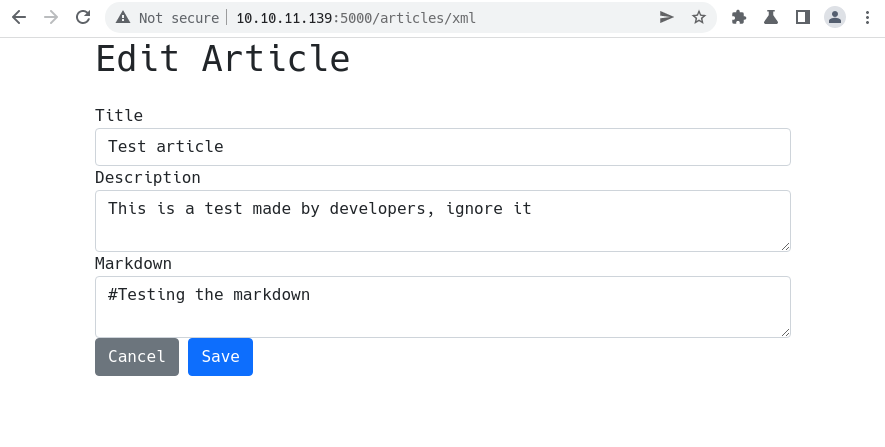 Not secure 10.10.11.139:5000/articles/xml
Edit Article
Title
Test article
Description
This is a test made by developers, ignore it
Markdown
#Testing the markdown
Cancel Save